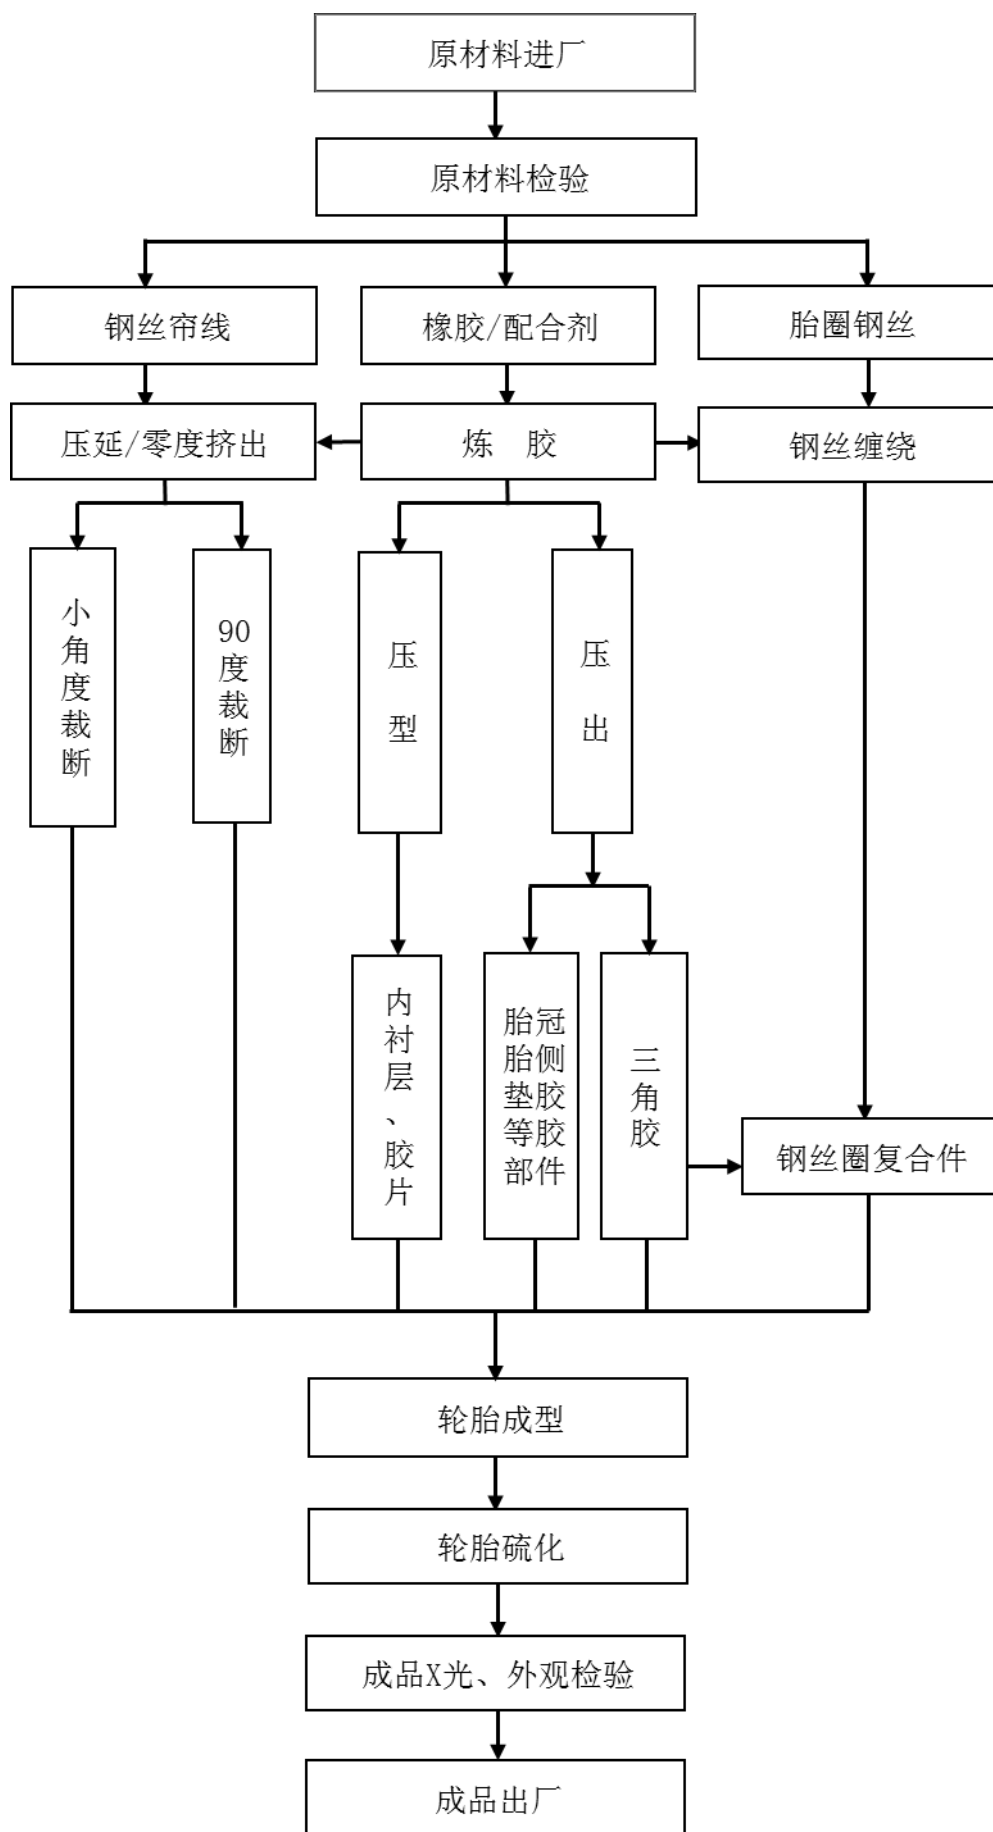 原材料进厂
原材料检验
钢丝帘线
橡胶/配合剂
胎圈钢丝
压延/零度挤出
炼 胶
钢丝缠绕
小角度裁断
90度裁断
压型
压出
内衬层、胶片
胎冠
胎侧
垫胶
等胶
部件
三角胶
钢丝圈复合件
轮胎成型
轮胎硫化
成品X光、外观检验
成品出厂